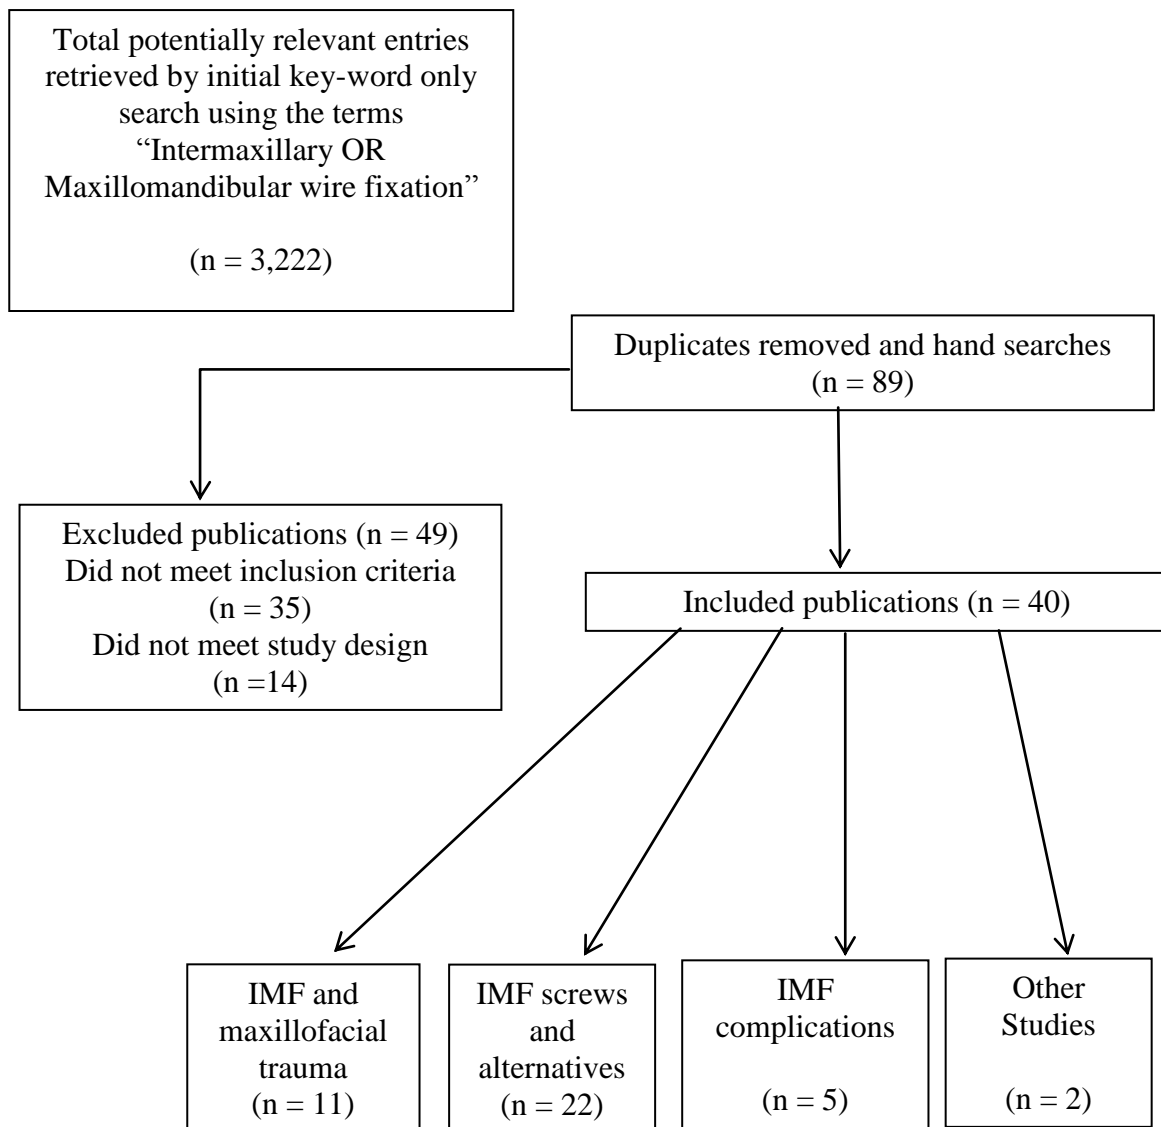 Total potentially relevant entries
retrieved by initial key-word only
search using the terms
“Intermaxillary OR
Maxillomandibular wire fixation”
(n = 3,222)
Duplicates removed and hand searches
(n = 89)
Excluded publications (n = 49)
Did not meet inclusion criteria
(n = 35)
Did not meet study design
(n =14)
Included publications (n = 40)
IMF and
maxillofacial
trauma
(n = 11)
IMF screws
and
alternatives
(n = 22)
IMF
complications
(n = 5)
Other
Studies
(n = 2)